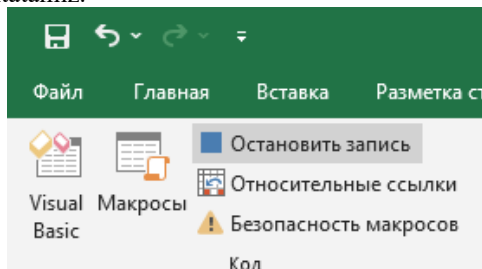 Файл Главная Вставка Разметка ст
Остановить запись
Относительные ссылки
Visual Basic
Макросы
Безопасность макросов
Код